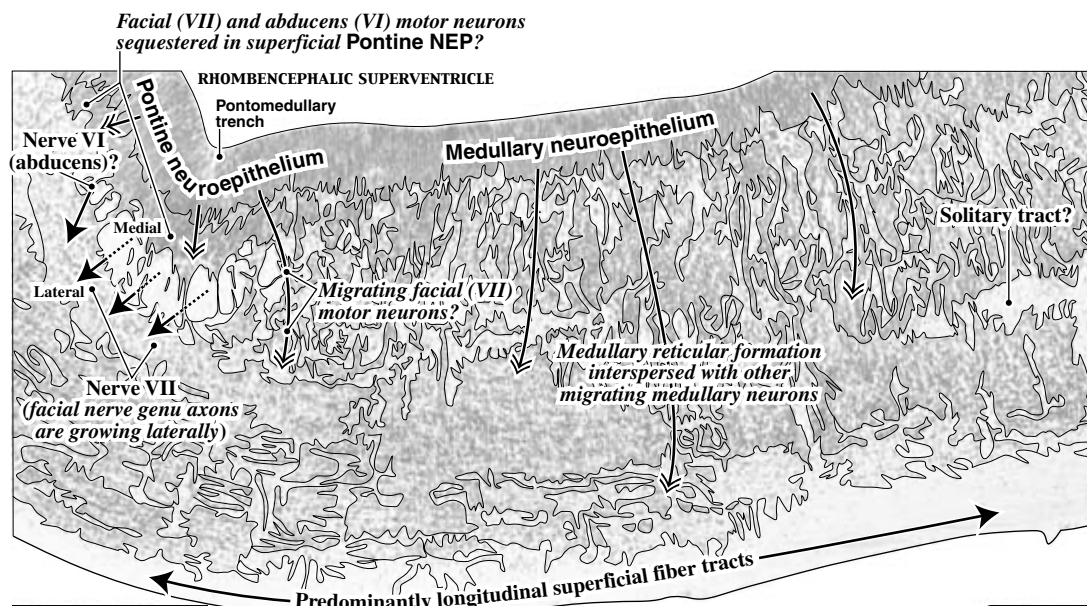 Facial (VII) and abducens (VI) motor neurons
sequestered in superficial Pontine NEP?
RHOMBENCEPHALIC SUPERVENTRICLE
Pontomedullary
trench
Pontine neuroepithelium
Medullary neuroepithelium
Nerve VI
(abducens)?
Medial
Lateral
Solitary tract?
Migrating facial (VII)
motor neurons?
Nerve VII
(facial nerve genu axons
are growing laterally)
Medullary reticular formation
interspersed with other
migrating medullary neurons
Predominantly longitudinal superficial fiber tracts